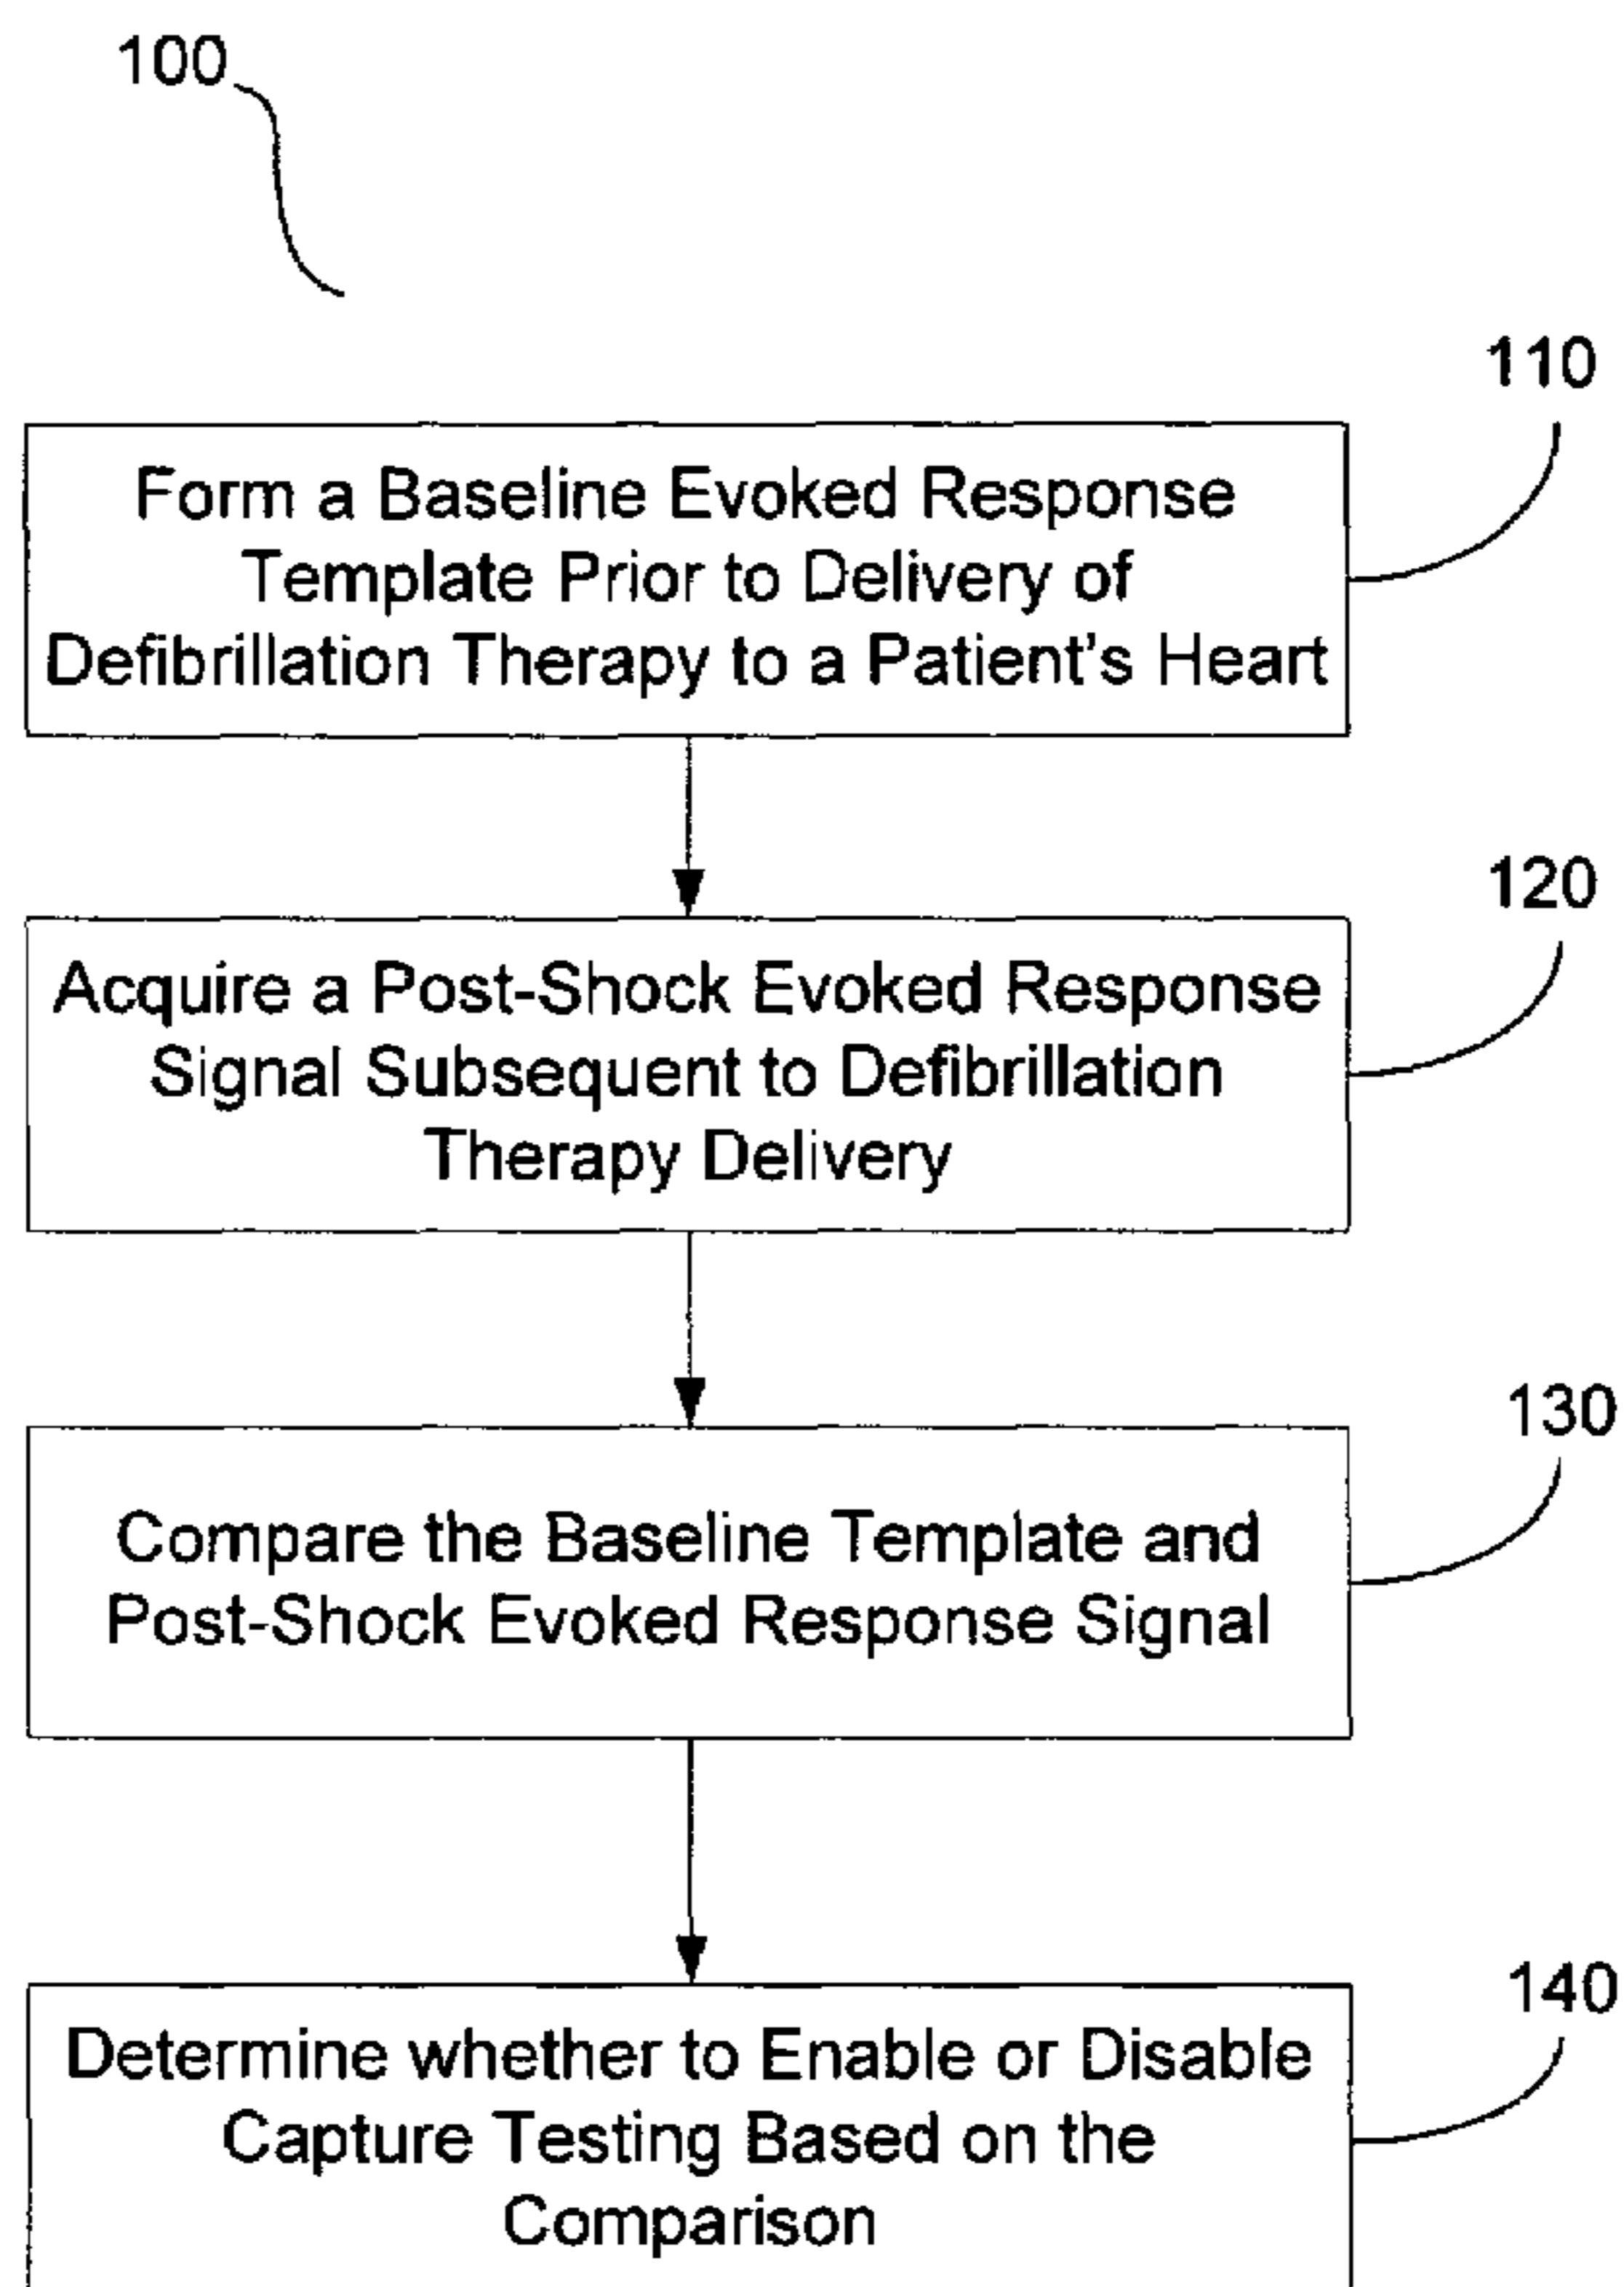 100
110
Form a Baseline Evoked Response
Template Prior to Delivery of
Defibrillation Therapy to a Patient's Heart
120
Acquire a Post-Shock Evoked Response
Signal Subsequent to Defibrillation
Therapy Delivery
130
Compare the Baseline Template and
Post-Shock Evoked Response Signal
140
Determine whether to Enable or Disable
Capture Testing Based on the
Comparison